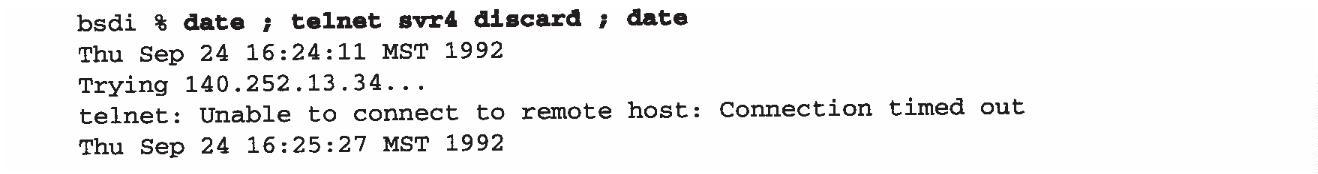 bsdi % date ; telnet svr4 discard ; date
Thu Sep 24 16:24:11 MST 1992
Trying 140.252.13.34...
telnet: Unable to connect to remote host: Connection timed out
Thu Sep 24 16:25:27 MST 1992